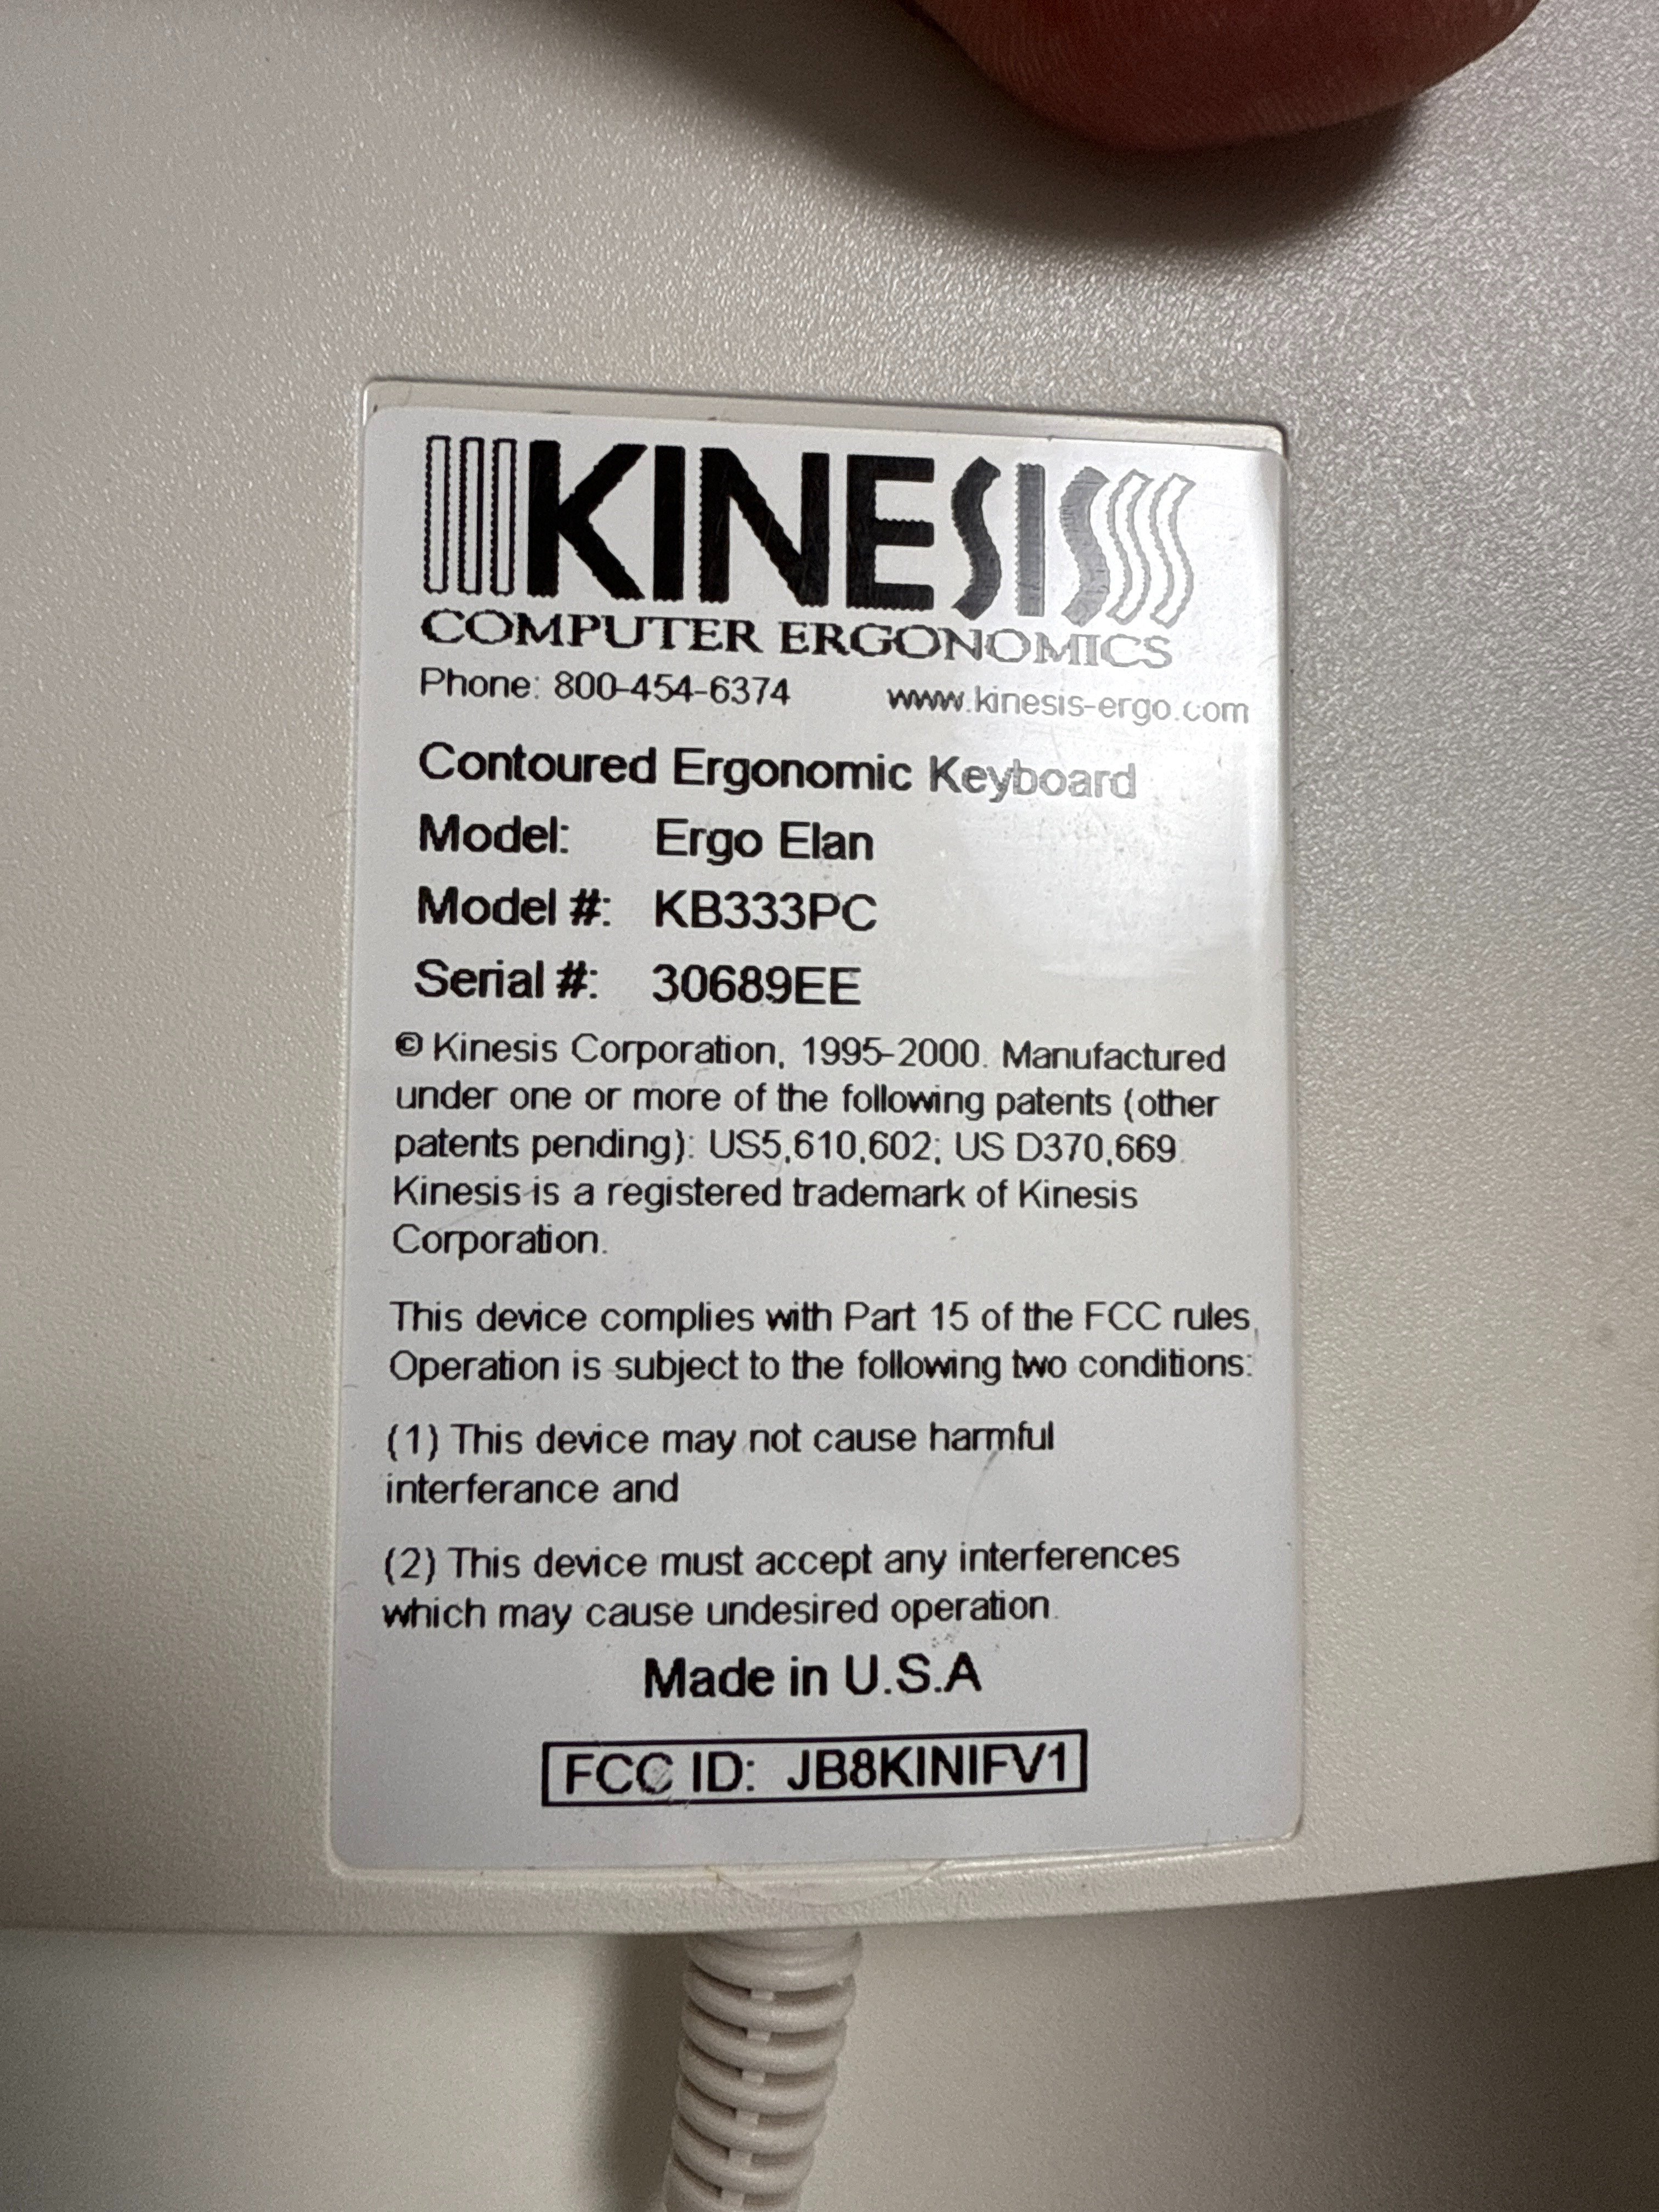 KINESIS
COMPUTER ERGONOMICS
Phone: 800-454-6374 www.kinesis-ergo.com
Contoured Ergonomic Keyboard
Model: Ergo Elan
Model #: KB333PC
Serial #: 30689EE
© Kinesis Corporation, 1995-2000. Manufactured
under one or more of the following patents (other
patents pending): US5,610,602; US D370,669.
Kinesis is a registered trademark of Kinesis
Corporation.
This device complies with Part 15 of the FCC rules.
Operation is subject to the following two conditions:
(1) This device may not cause harmful
interferance and
(2) This device must accept any interferences
which may cause undesired operation.
Made in U.S.A
FCC ID: JB8KINIFV1